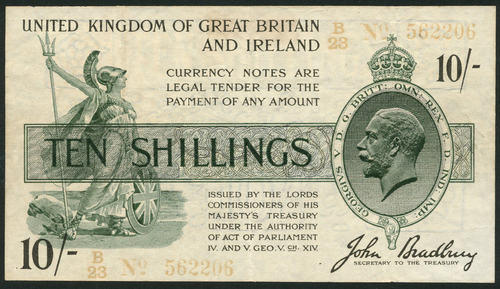 UNITED KINGDOM OF GREAT BRITAIN
AND IRELAND
B/23 No 562206
10/-
CURRENCY NOTES ARE
LEGAL TENDER FOR THE
PAYMENT OF ANY AMOUNT
GEORGIVS V D. G. BRITT: OMN: REX F. D. IND: IMP:
TEN SHILLINGS
ISSUED BY THE LORDS
COMMISSIONERS OF HIS
MAJESTY'S TREASURY
UNDER THE AUTHORITY
OF ACT OF PARLIAMENT
IV. AND V. GEO. V. CH. XIV.
10/-
B/23 No 562206
John Bradbury
SECRETARY TO THE TREASURY